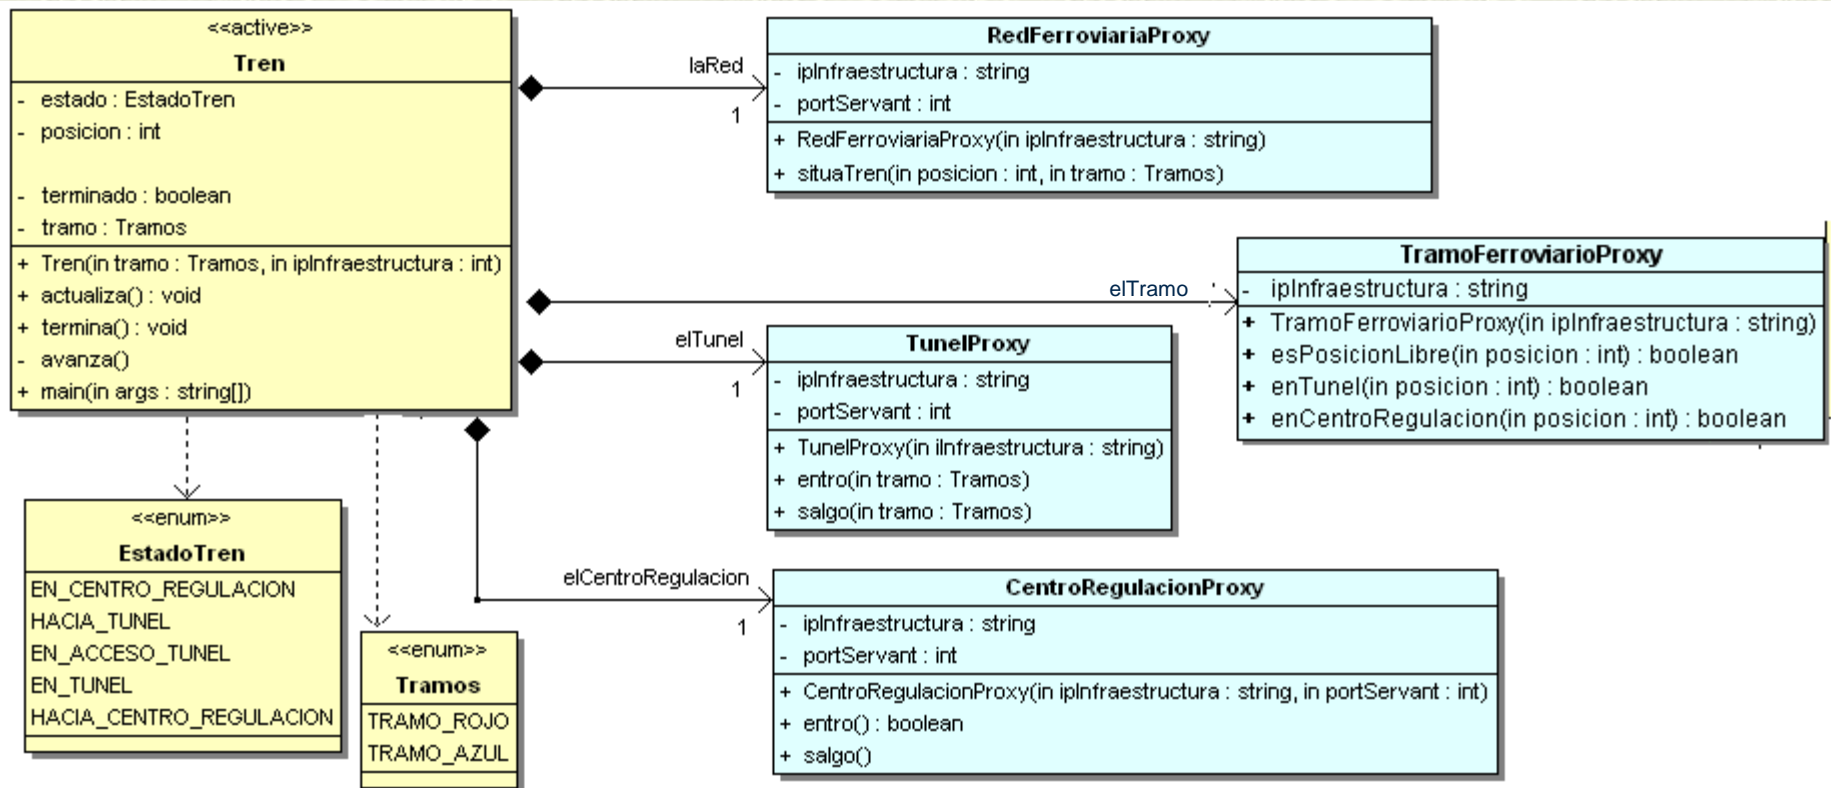 <<active>>
Tren
- estado : EstadoTren
- posicion : int
- terminado : boolean
- tramo : Tramos
+ Tren(in tramo : Tramos, in ipInfraestructura : int)
+ actualiza() : void
+ termina() : void
- avanza()
+ main(in args : string[])
laRed
1
RedFerroviariaProxy
- ipInfraestructura : string
- portServant : int
+ RedFerroviariaProxy(in ipInfraestructura : string)
+ situaTren(in posicion : int, in tramo : Tramos)
elTramo
TramoFerroviarioProxy
- ipInfraestructura : string
+ TramoFerroviarioProxy(in ipInfraestructura : string)
+ esPosicionLibre(in posicion : int) : boolean
+ enTunel(in posicion : int) : boolean
+ enCentroRegulacion(in posicion : int) : boolean
elTunel
1
TunelProxy
- ipInfraestructura : string
- portServant : int
+ TunelProxy(in iInfraestructura : string)
+ entro(in tramo : Tramos)
+ salgo(in tramo : Tramos)
<<enum>>
EstadoTren
EN_CENTRO_REGULACION
HACIA_TUNEL
EN_ACCESO_TUNEL
EN_TUNEL
HACIA_CENTRO_REGULACION
<<enum>>
Tramos
TRAMO_ROJO
TRAMO_AZUL
elCentroRegulacion
1
CentroRegulacionProxy
- ipInfraestructura : string
- portServant : int
+ CentroRegulacionProxy(in ipInfraestructura : string, in portServant : int)
+ entro() : boolean
+ salgo()